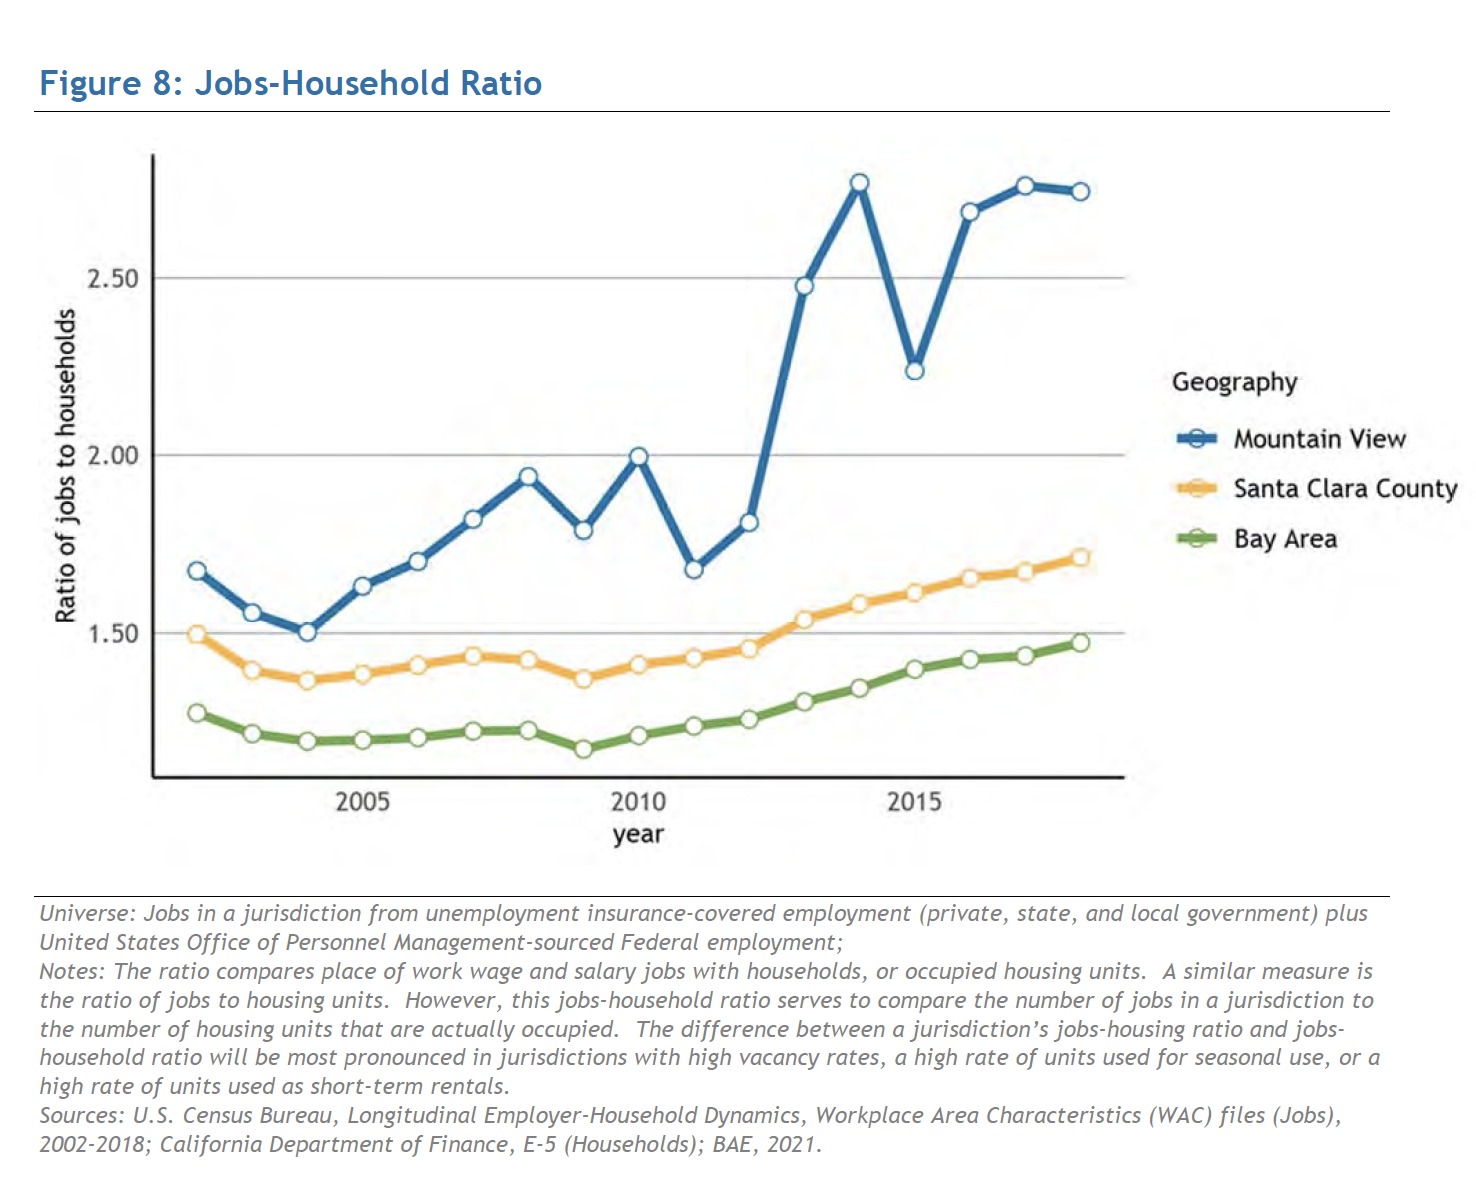 Figure 8: Jobs-Household Ratio
2.50
2.00
1.50
Ratio of jobs to households
2005
2010
2015
year
Geography
Mountain View
Santa Clara County
Bay Area
Universe: Jobs in a jurisdiction from unemployment insurance-covered employment (private, state, and local government) plus
United States Office of Personnel Management-sourced Federal employment;
Notes: The ratio compares place of work wage and salary jobs with households, or occupied housing units.  A similar measure is
the ratio of jobs to housing units.  However, this jobs-household ratio serves to compare the number of jobs in a jurisdiction to
the number of housing units that are actually occupied.  The difference between a jurisdiction’s jobs-housing ratio and jobs-
household ratio will be most pronounced in jurisdictions with high vacancy rates, a high rate of units used for seasonal use, or a
high rate of units used as short-term rentals.
Sources: U.S. Census Bureau, Longitudinal Employer-Household Dynamics, Workplace Area Characteristics (WAC) files (Jobs),
2002-2018; California Department of Finance, E-5 (Households); BAE, 2021.